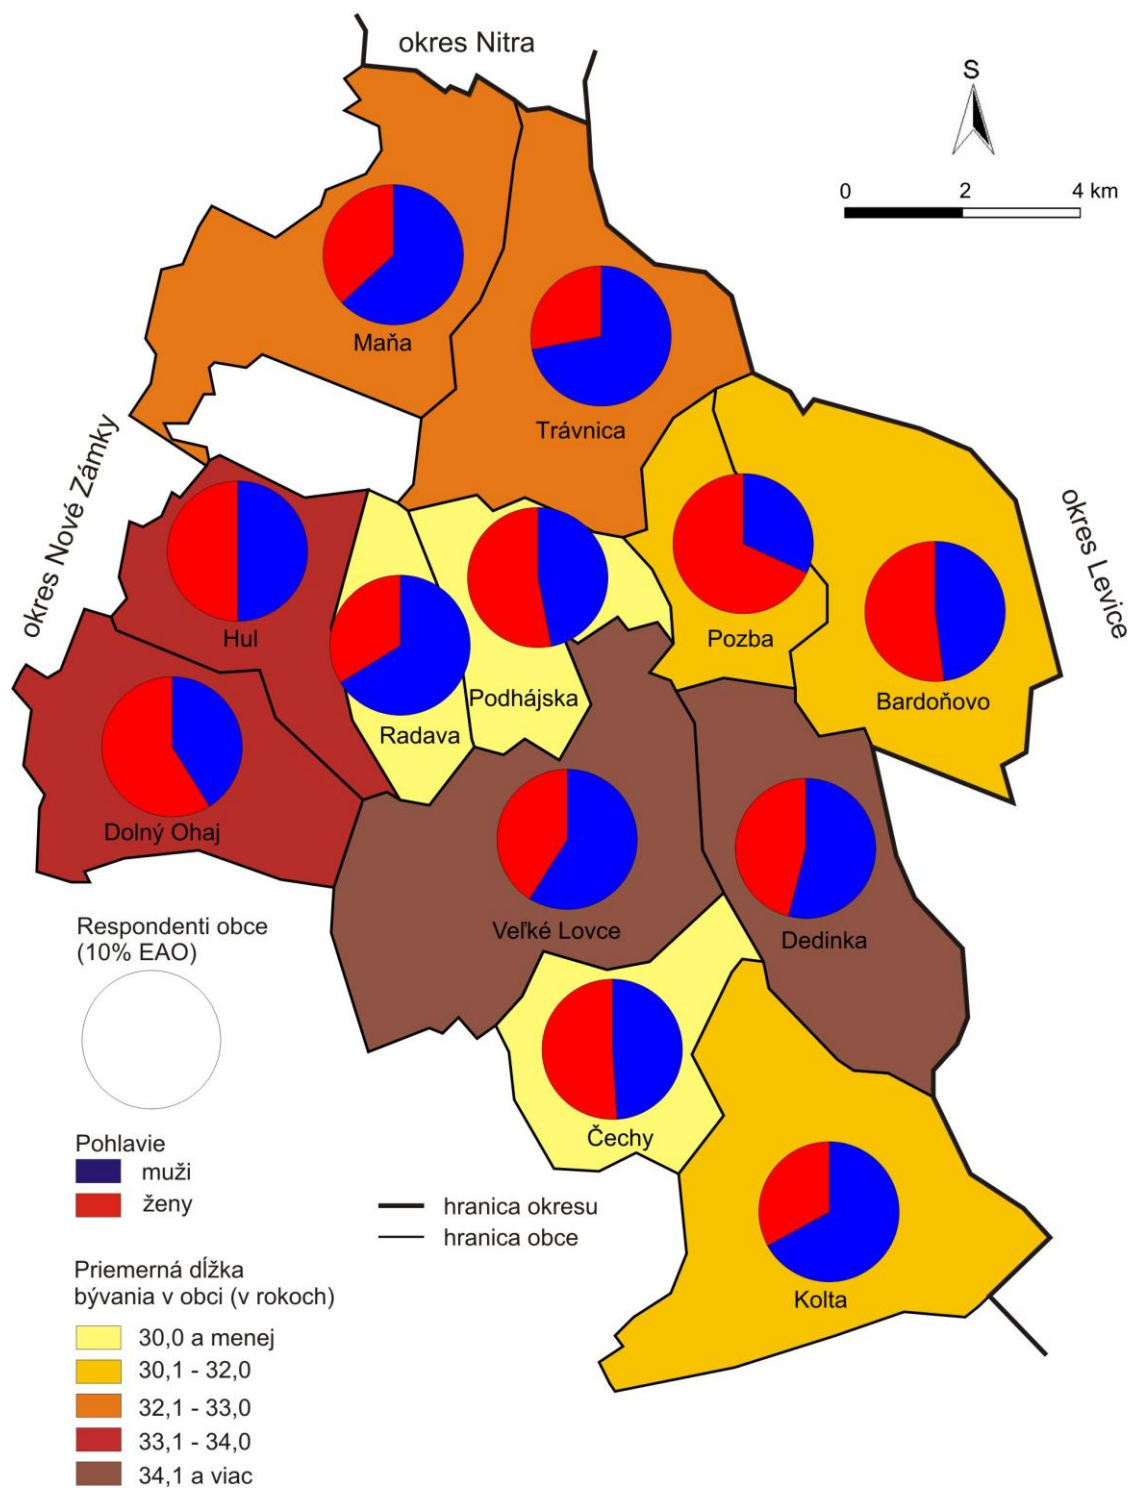 okres Nitra
S
0 2 4 km
Maňa
Trávnica
okres Nové Zámky
okres Levice
Hul
Pozba
Bardoňovo
Podhájska
Radava
Dolný Ohaj
Veľké Lovce
Dedinka
Respondenti obce
(10% EAO)
Čechy
Pohlavie
muži
ženy
hranica okresu
hranica obce
Kolta
Priemerná dĺžka
bývania v obci (v rokoch)
30,0 a menej
30,1 - 32,0
32,1 - 33,0
33,1 - 34,0
34,1 a viac